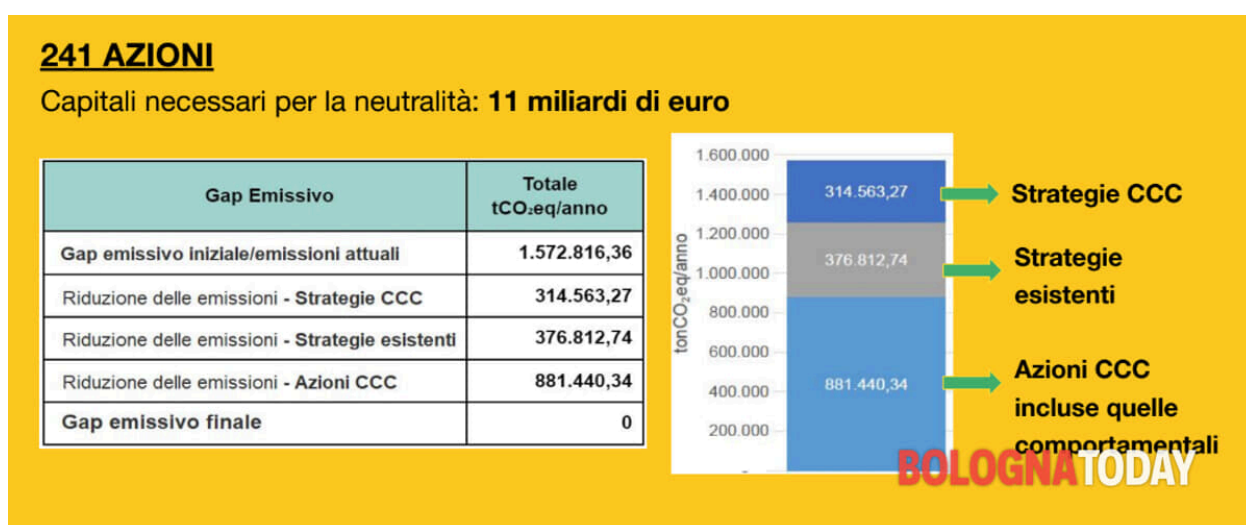 241 AZIONI
Capitali necessari per la neutralità: 11 miliardi di euro
Gap Emissivo
Totale
tCO₂eq/anno
Gap emissivo iniziale/emissioni attuali 1.572.816,36
Riduzione delle emissioni - Strategie CCC 314.563,27
Riduzione delle emissioni - Strategie esistenti 376.812,74
Riduzione delle emissioni - Azioni CCC 881.440,34
Gap emissivo finale 0
tonCO₂eq/anno
1.600.000
1.400.000
1.200.000
1.000.000
800.000
600.000
400.000
200.000
-
314.563,27
376.812,74
881.440,34
Strategie CCC
Strategie
esistenti
Azioni CCC
incluse quelle
comportamentali
BOLOGNATODAY